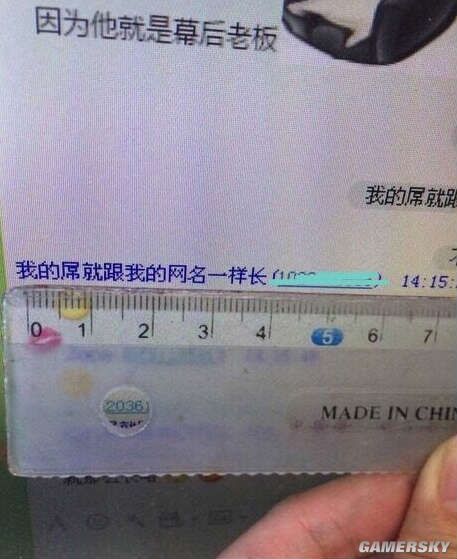 因为他就是幕后老板
我的屌就跟
我的屌就跟我的网名一样长
14:15:
0 1 2 3 4 5 6 7
2036
MADE IN CHIN
GAMERSKY